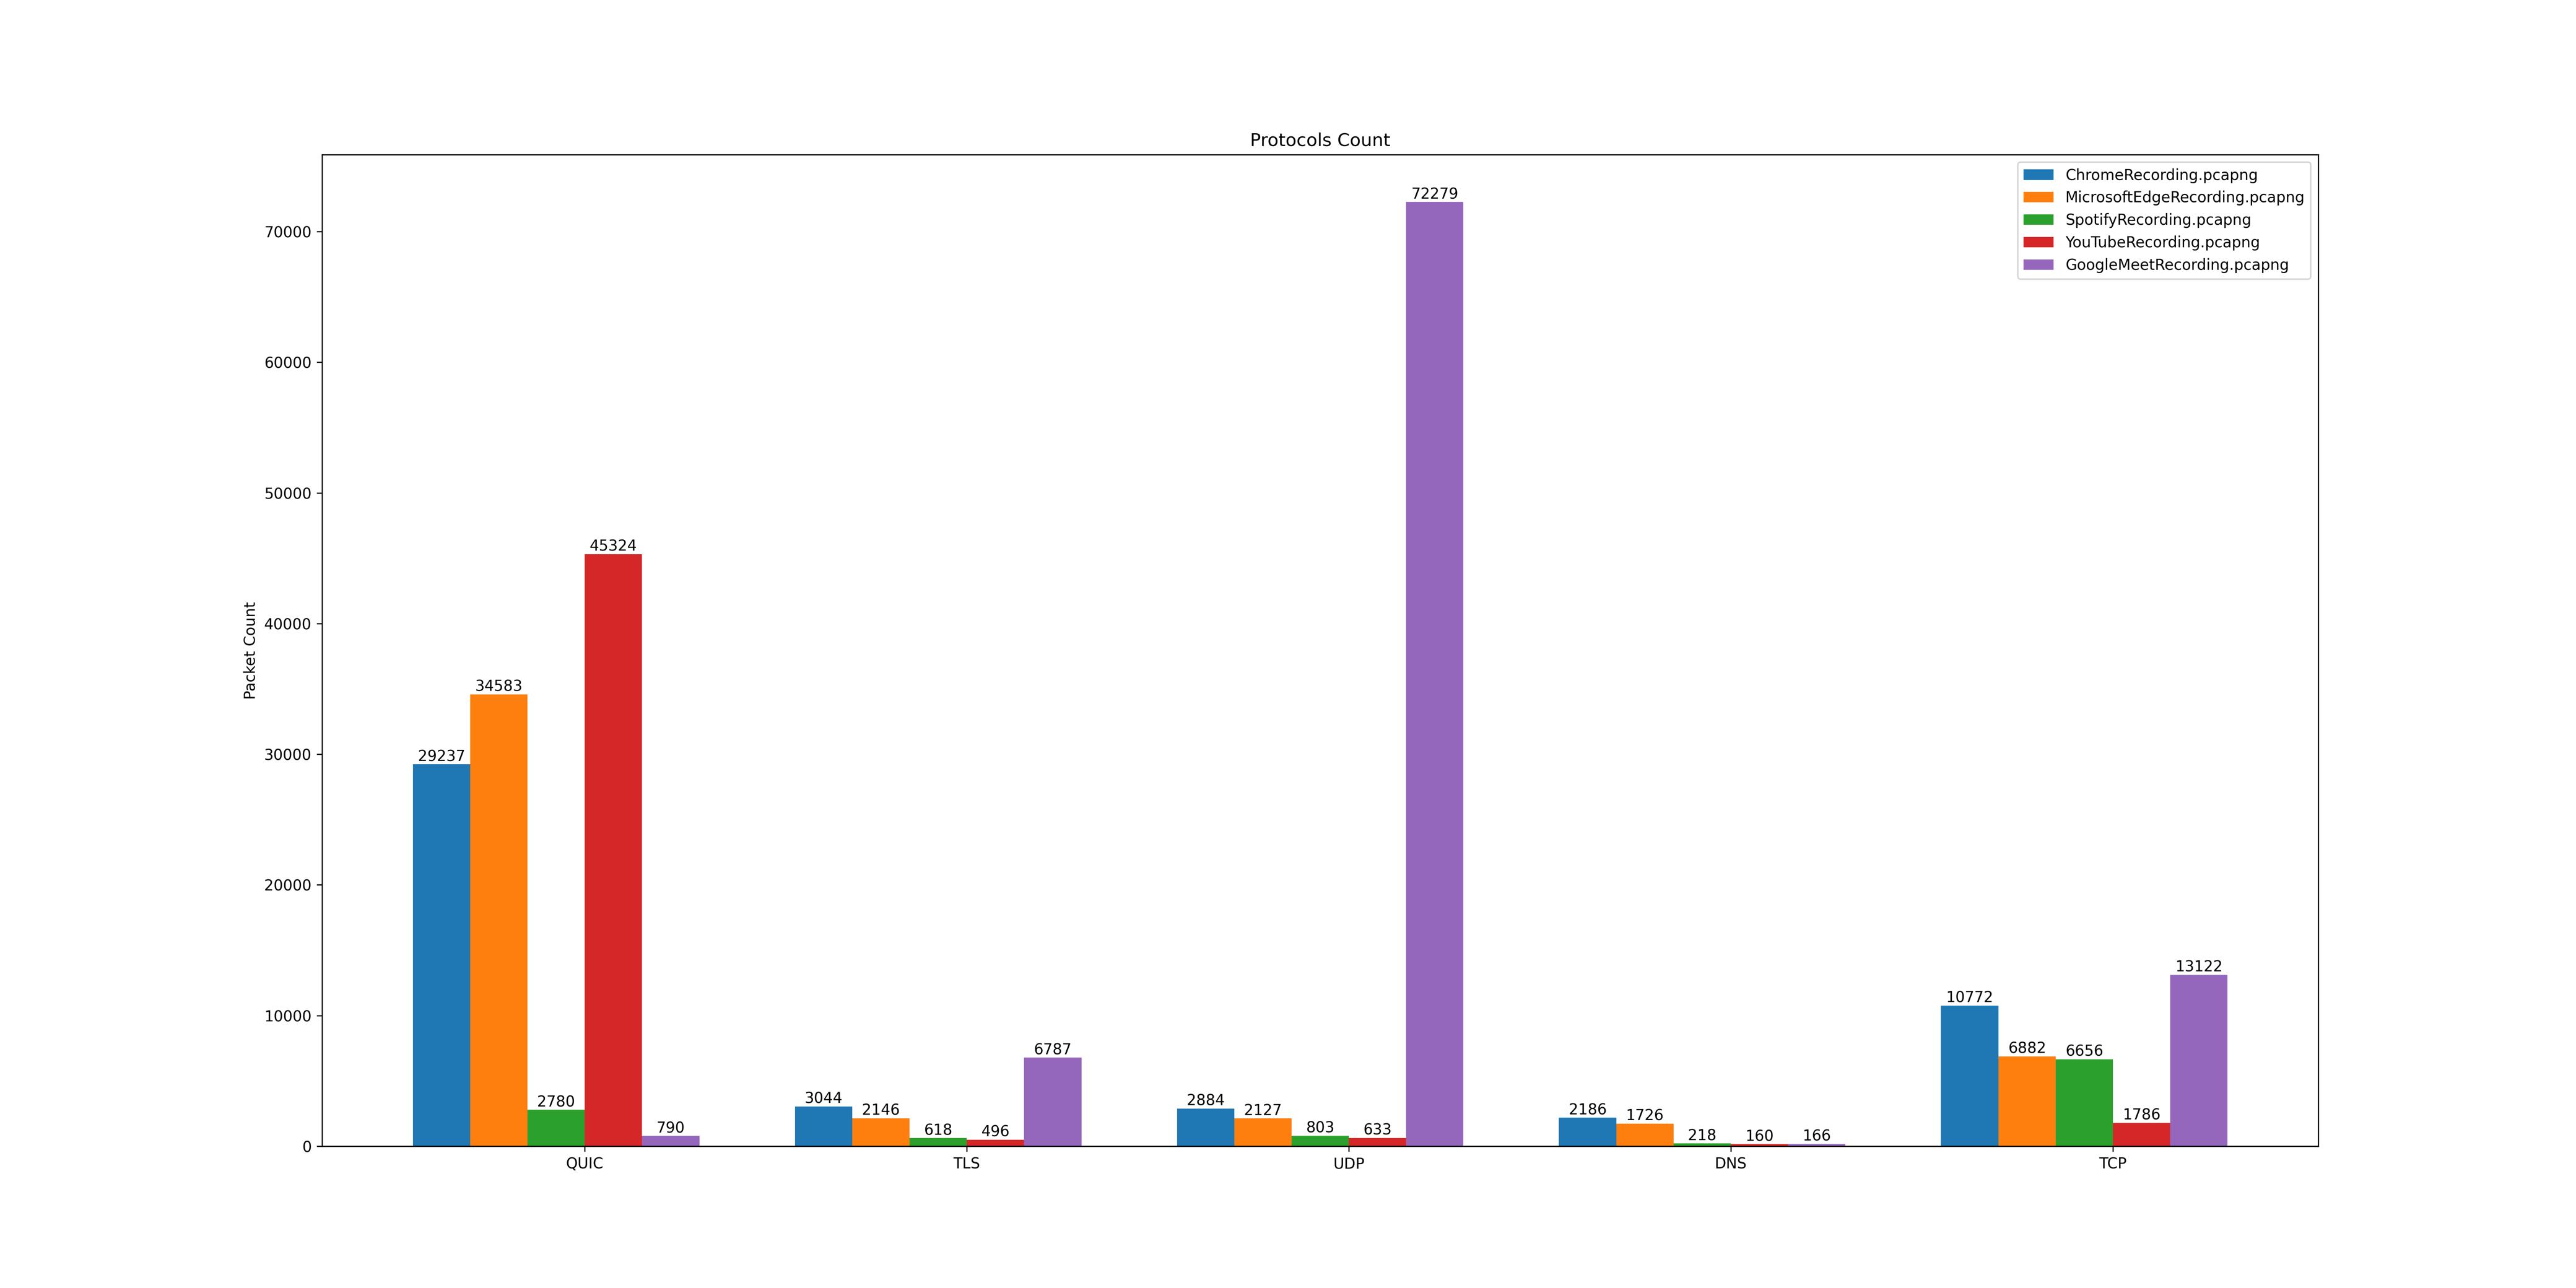 Protocols Count
ChromeRecording.pcapng
MicrosoftEdgeRecording.pcapng
SpotifyRecording.pcapng
YouTubeRecording.pcapng
GoogleMeetRecording.pcapng
Packet Count
70000
60000
50000
40000
30000
20000
10000
0
29237
34583
2780
45324
790
3044
2146
618
496
6787
2884
2127
803
633
72279
2186
1726
218
160
166
10772
6882
6656
1786
13122
QUIC
TLS
UDP
DNS
TCP